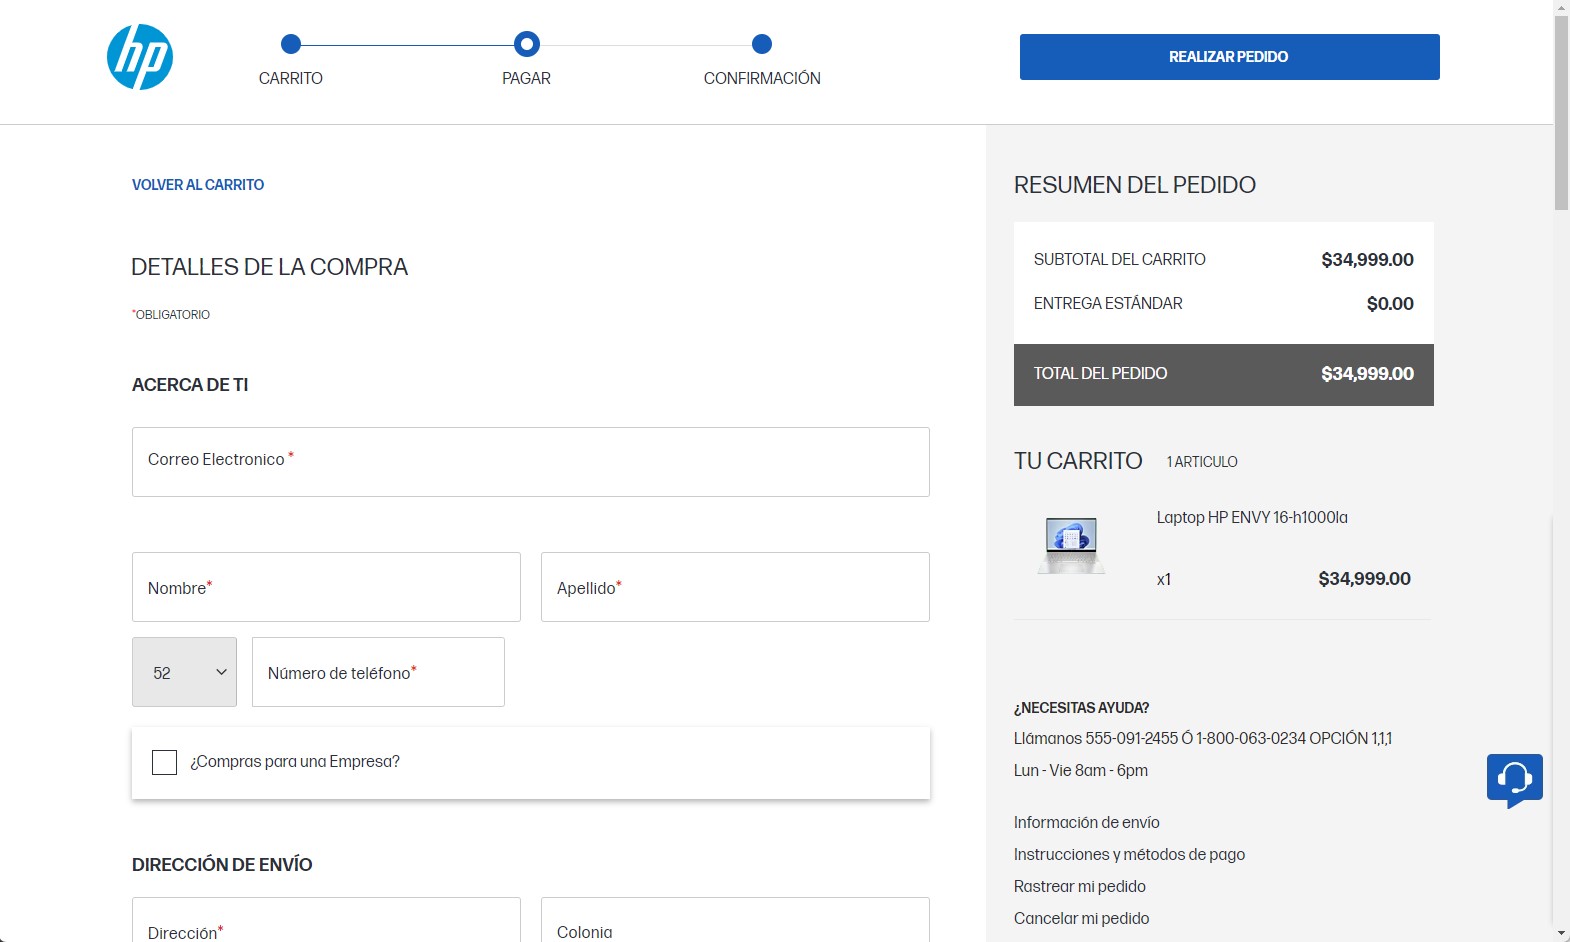 hp
CARRITO
PAGAR
CONFIRMACIÓN
REALIZAR PEDIDO
VOLVER AL CARRITO
DETALLES DE LA COMPRA
*OBLIGATORIO
ACERCA DE TI
Correo Electronico *
Nombre*
Apellido*
52
Número de teléfono*
¿Compras para una Empresa?
DIRECCIÓN DE ENVÍO
Dirección*
Colonia
RESUMEN DEL PEDIDO
SUBTOTAL DEL CARRITO $34,999.00
ENTREGA ESTÁNDAR $0.00
TOTAL DEL PEDIDO $34,999.00
TU CARRITO 1 ARTICULO
Laptop HP ENVY 16-h1000la
x1 $34,999.00
¿NECESITAS AYUDA?
Llámanos 555-091-2455 Ó 1-800-063-0234 OPCIÓN 1,1,1
Lun - Vie 8am - 6pm
Información de envío
Instrucciones y métodos de pago
Rastrear mi pedido
Cancelar mi pedido